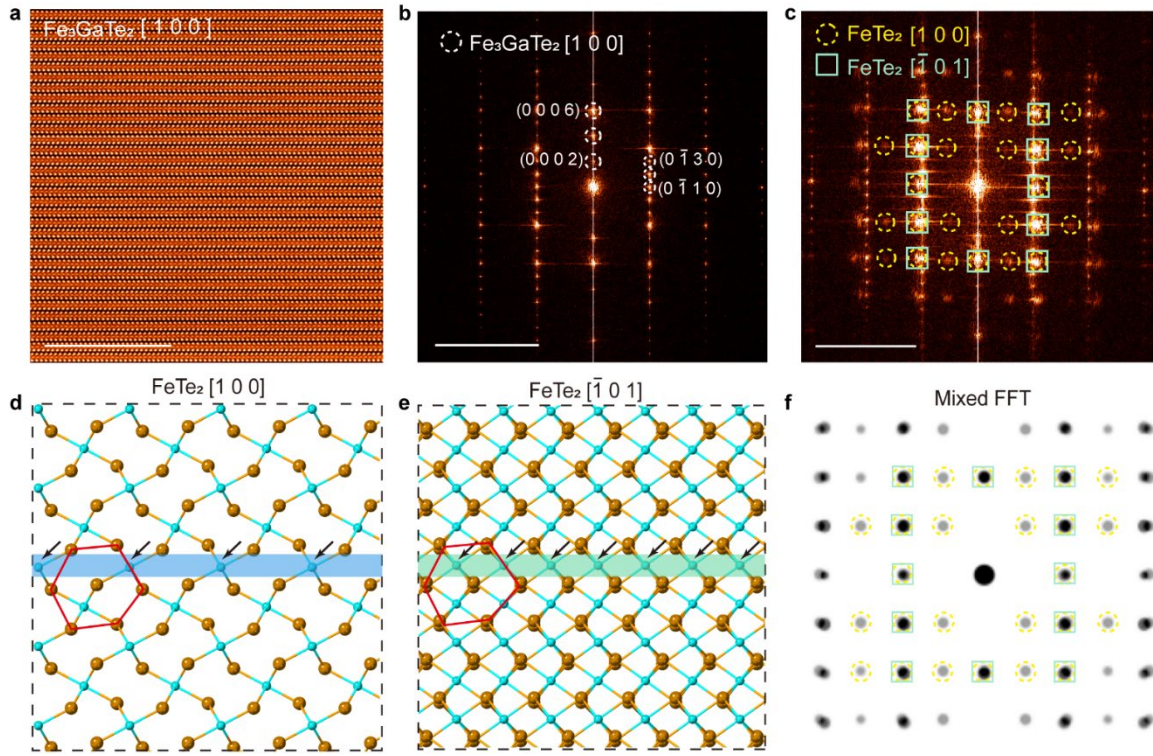 a
Fe₃GaTe₂ [1 0 0]
b
Fe₃GaTe₂ [1 0 0]
(0 0 0 6)
(0 0 0 2)
(0 1̄ 3 0)
(0 1̄ 1 0)
c
FeTe₂ [1 0 0]
FeTe₂ [1̄ 0 1]
d
FeTe₂ [1 0 0]
e
FeTe₂ [1̄ 0 1]
f
Mixed FFT